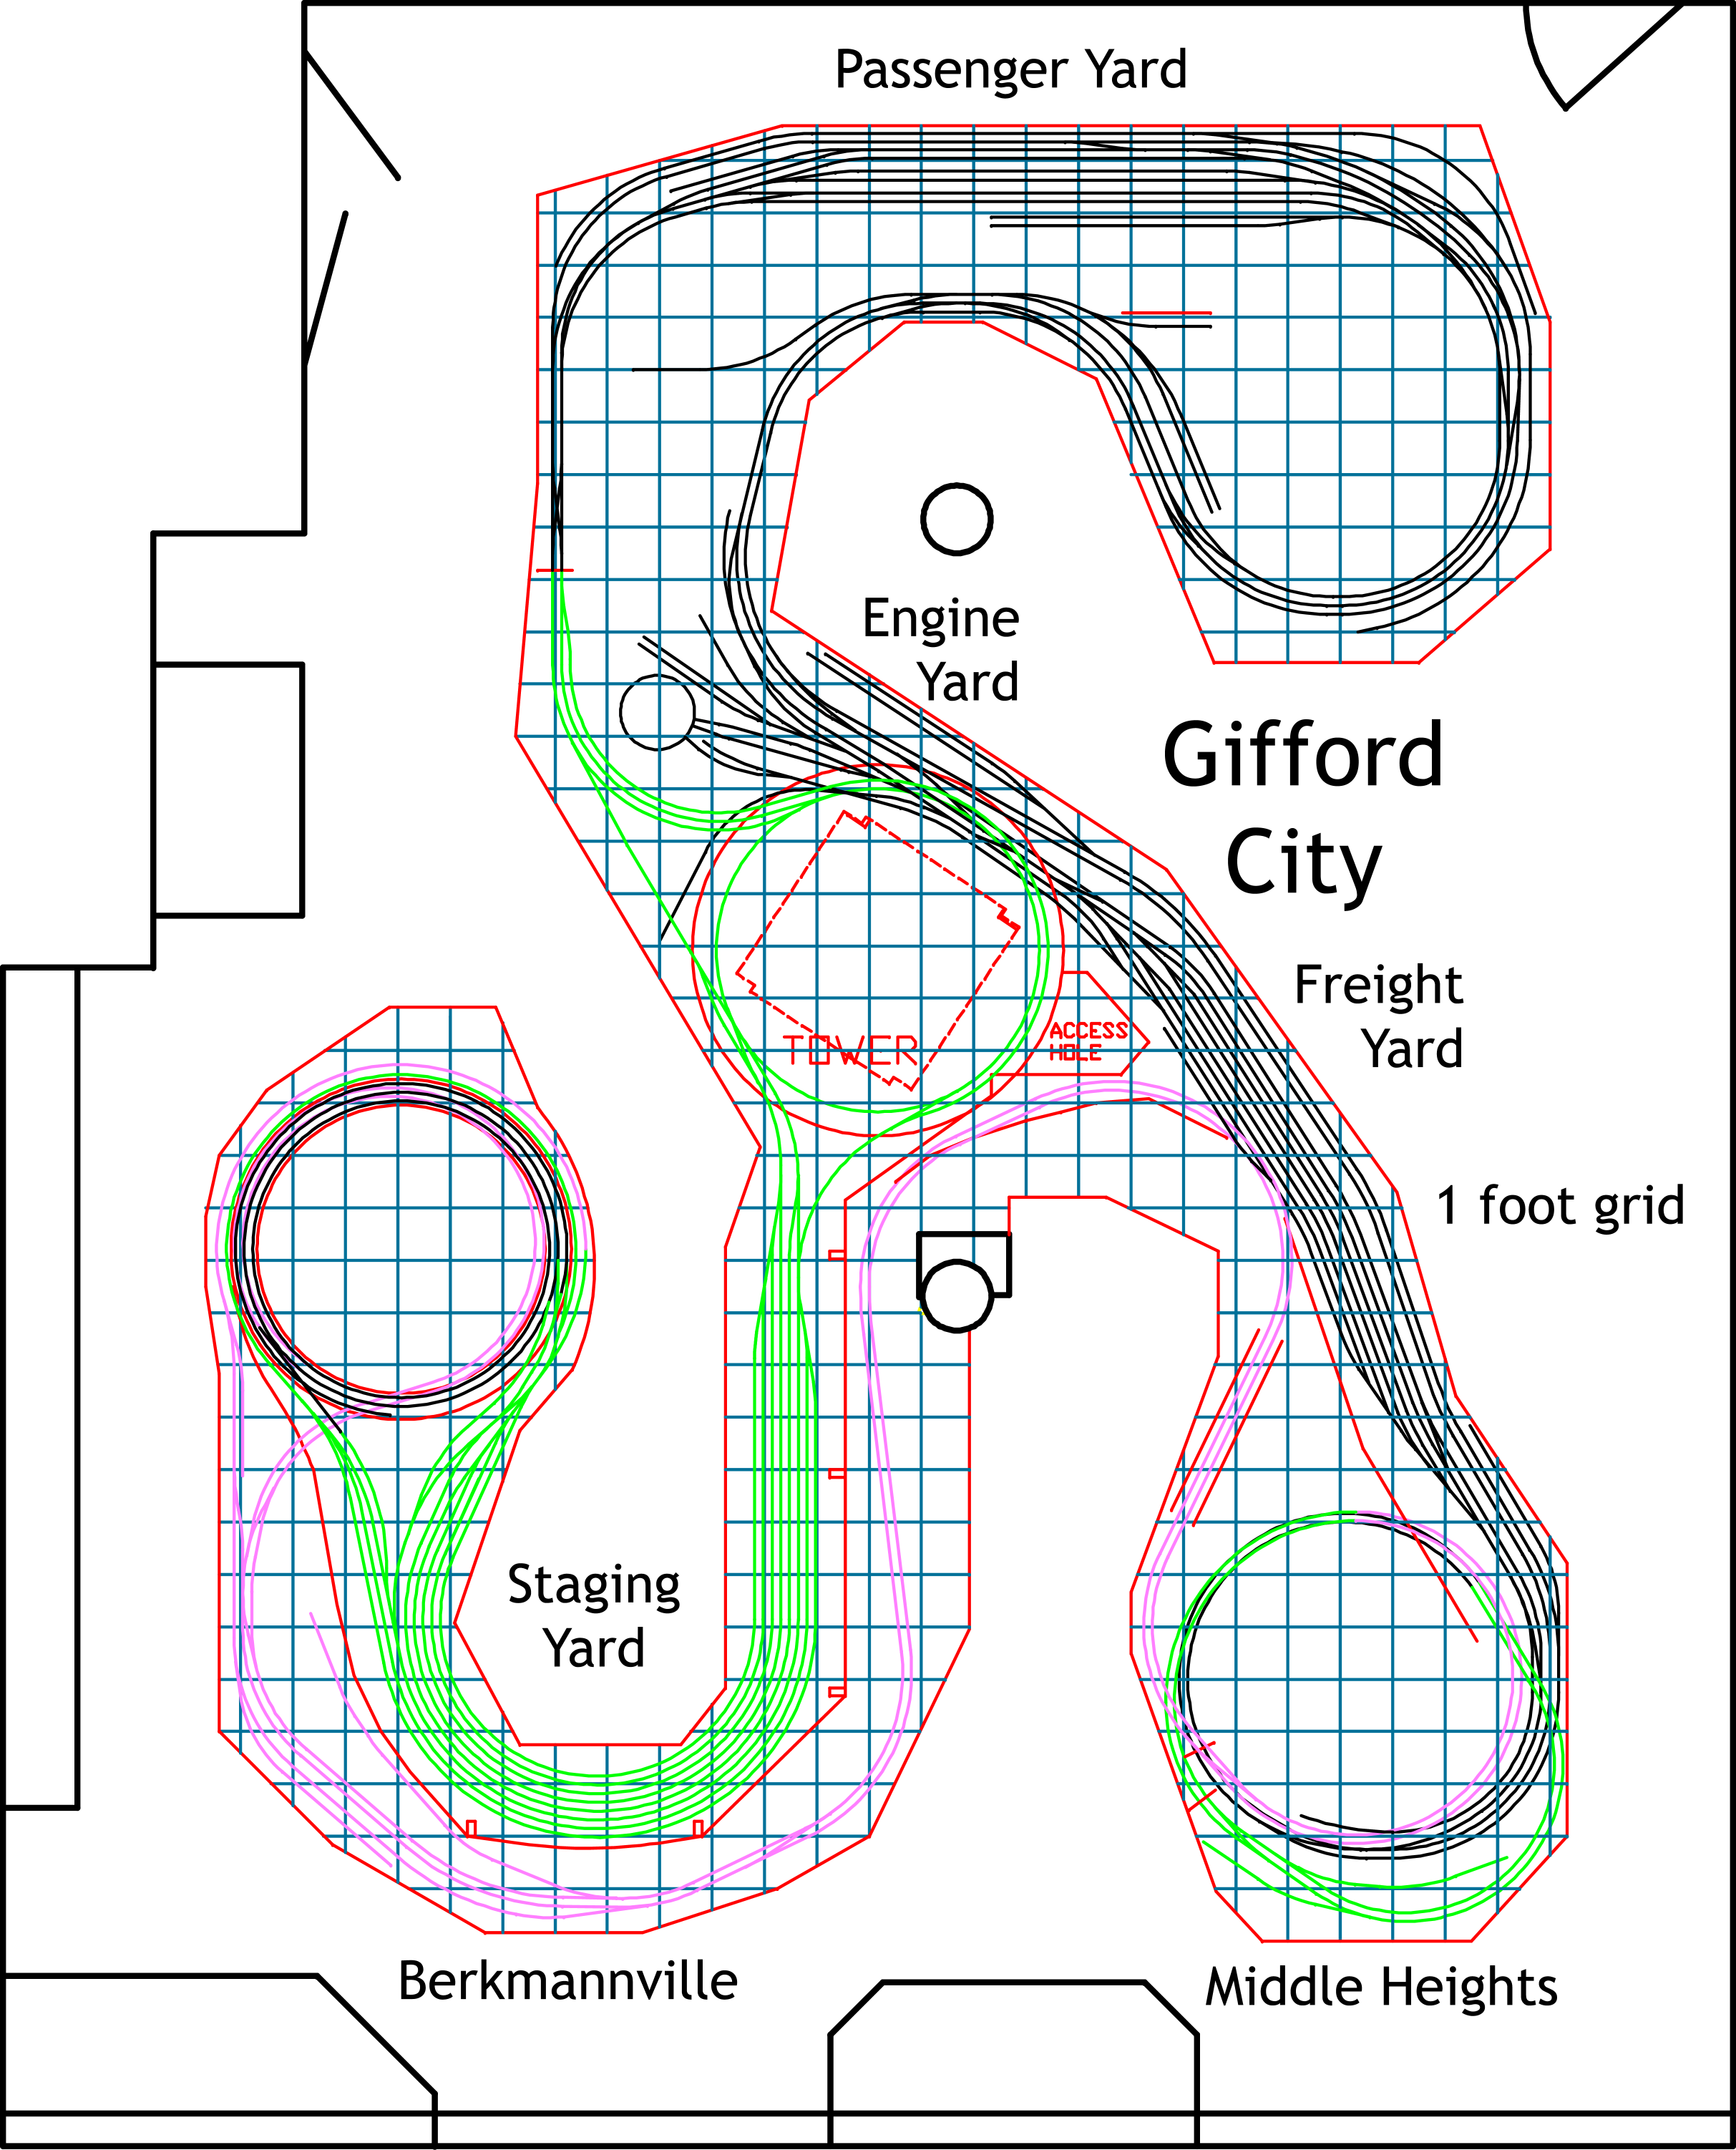 Passenger Yard
Engine
Yard
Gifford
City
Freight
Yard
TOWER
ACCESS
HOLE
1 foot grid
Staging
Yard
Berkmannville
Middle Heights